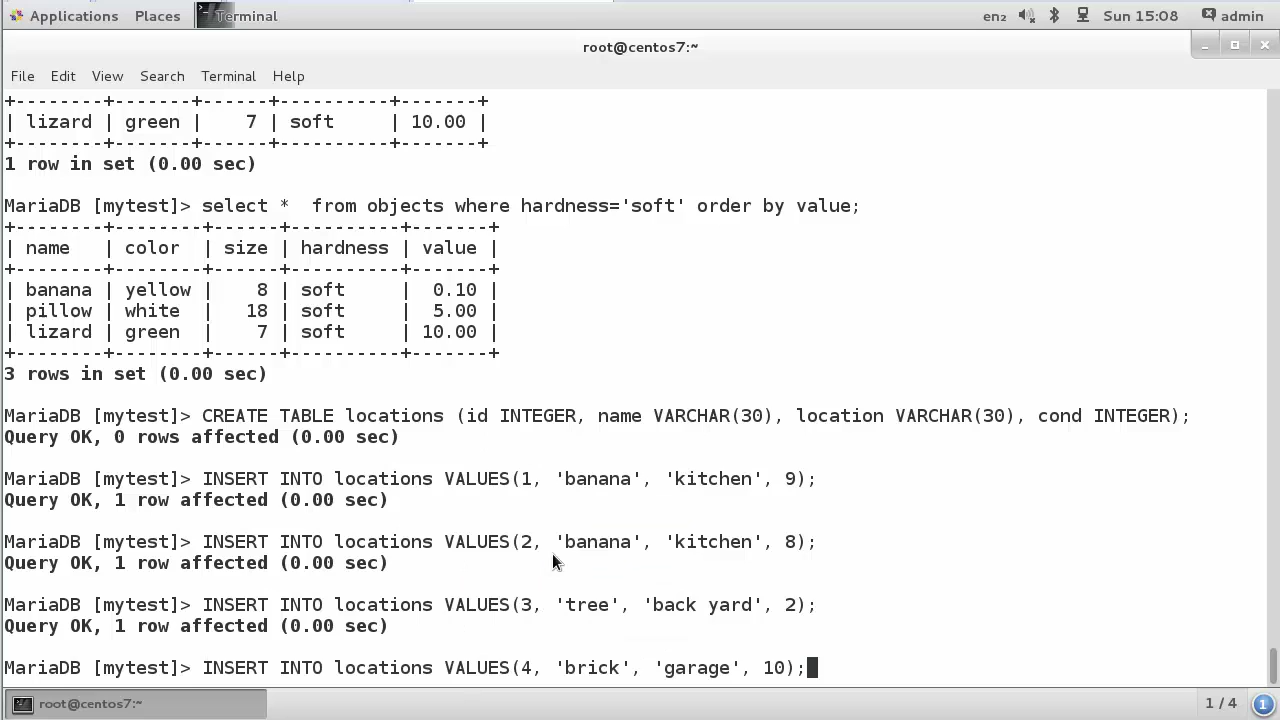 Applications Places Terminal en2 Sun 15:08 admin
root@centos7:~
File Edit View Search Terminal Help
+--------+-------+------+----------+-------+
| lizard | green |    7 | soft     | 10.00 |
+--------+-------+------+----------+-------+
1 row in set (0.00 sec)
MariaDB [mytest]> select *  from objects where hardness='soft' order by value;
+--------+--------+------+----------+-------+
| name   | color  | size | hardness | value |
+--------+--------+------+----------+-------+
| banana | yellow |    8 | soft     |  0.10 |
| pillow | white  |   18 | soft     |  5.00 |
| lizard | green  |    7 | soft     | 10.00 |
+--------+--------+------+----------+-------+
3 rows in set (0.00 sec)
MariaDB [mytest]> CREATE TABLE locations (id INTEGER, name VARCHAR(30), location VARCHAR(30), cond INTEGER);
Query OK, 0 rows affected (0.00 sec)
MariaDB [mytest]> INSERT INTO locations VALUES(1, 'banana', 'kitchen', 9);
Query OK, 1 row affected (0.00 sec)
MariaDB [mytest]> INSERT INTO locations VALUES(2, 'banana', 'kitchen', 8);
Query OK, 1 row affected (0.00 sec)
MariaDB [mytest]> INSERT INTO locations VALUES(3, 'tree', 'back yard', 2);
Query OK, 1 row affected (0.00 sec)
MariaDB [mytest]> INSERT INTO locations VALUES(4, 'brick', 'garage', 10);
root@centos7:~ 1 / 4 1